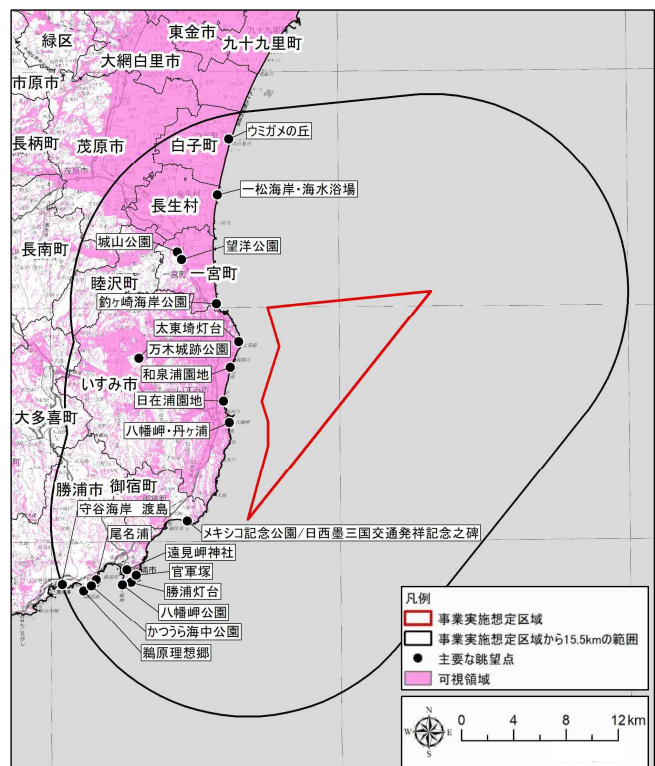 緑区
東金市
九十九里町
大網白里市
市原市
ウミガメの丘
長柄町
茂原市
白子町
一松海岸・海水浴場
長生村
城山公園
望洋公園
長南町
一宮町
睦沢町
釣ヶ崎海岸公園
太東埼灯台
万木城跡公園
和泉浦園地
いすみ市
日在浦園地
大多喜町
八幡岬・丹ヶ浦
勝浦市
御宿町
守谷海岸 渡島
メキシコ記念公園/日西墨三国交通発祥記念之碑
尾名浦
遠見岬神社
官軍塚
勝浦灯台
八幡岬公園
かつうら海中公園
鵜原理想郷
凡例
事業実施想定区域
事業実施想定区域から15.5kmの範囲
主要な眺望点
可視領域
N
W
E
S
0 4 8 12km